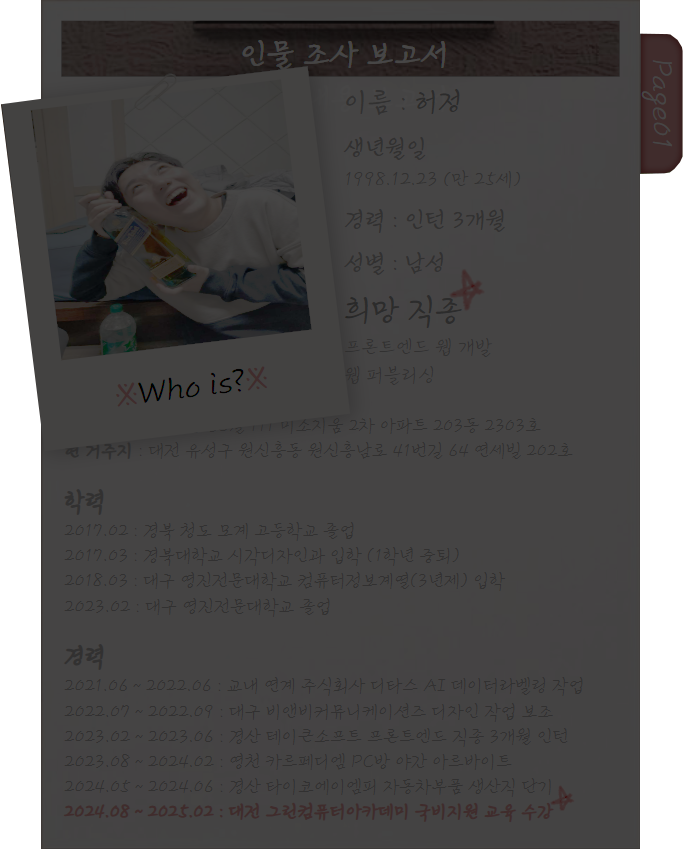 인물 조사 보고서
Page01
이름 : 허정
생년월일
1998.12.23 (만 25세)
경력 : 인턴 3개월
성별 : 남성
희망 직종
프론트엔드 웹 개발
웹 퍼블리싱
※Who is?※
미소지움 2차 아파트 203동 2303호
현 거주지 : 대전 유성구 원신흥동 원신흥남로 41번길 64 연세빌 202호
학력
2017.02 : 경북 청도 모계 고등학교 졸업
2017.03 : 경북대학교 시각디자인과 입학 (1학년 중퇴)
2018.03 : 대구 영진전문대학교 컴퓨터정보계열(3년제) 입학
2023.02 : 대구 영진전문대학교 졸업
경력
2021.06 ~ 2022.06 : 교내 연계 주식회사 디타스 AI 데이터라벨링 작업
2022.07 ~ 2022.09 : 대구 비앤비커뮤니케이션즈 디자인 작업 보조
2023.02 ~ 2023.06 : 경산 테이큰소프트 프론트엔드 직종 3개월 인턴
2023.08 ~ 2024.02 : 영천 카르페디엠 PC방 야간 아르바이트
2024.05 ~ 2024.06 : 경산 타이코에이엠피 자동차부품 생산직 단기
2024.08 ~ 2025.02 : 대전 그린컴퓨터아카데미 국비지원 교육 수강